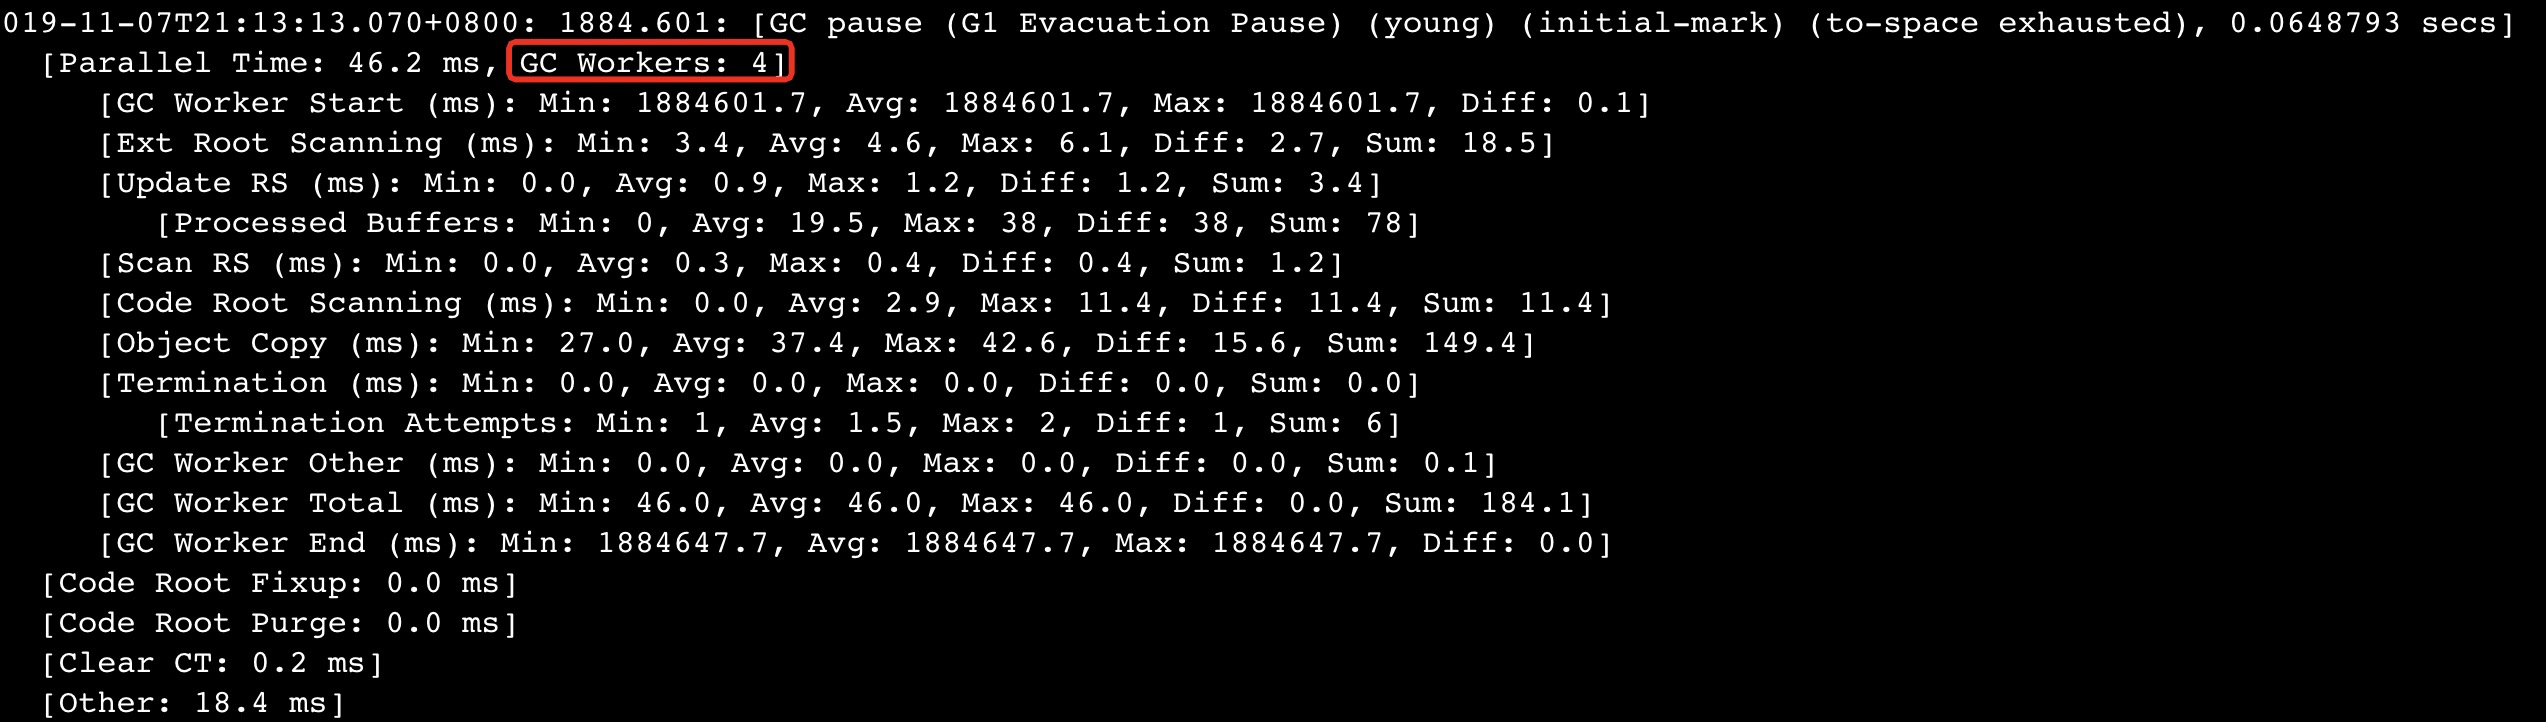 019-11-07T21:13:13.070+0800: 1884.601: [GC pause (G1 Evacuation Pause) (young) (initial-mark) (to-space exhausted), 0.0648793 secs]
[Parallel Time: 46.2 ms, GC Workers: 4]
[GC Worker Start (ms): Min: 1884601.7, Avg: 1884601.7, Max: 1884601.7, Diff: 0.1]
[Ext Root Scanning (ms): Min: 3.4, Avg: 4.6, Max: 6.1, Diff: 2.7, Sum: 18.5]
[Update RS (ms): Min: 0.0, Avg: 0.9, Max: 1.2, Diff: 1.2, Sum: 3.4]
[Processed Buffers: Min: 0, Avg: 19.5, Max: 38, Diff: 38, Sum: 78]
[Scan RS (ms): Min: 0.0, Avg: 0.3, Max: 0.4, Diff: 0.4, Sum: 1.2]
[Code Root Scanning (ms): Min: 0.0, Avg: 2.9, Max: 11.4, Diff: 11.4, Sum: 11.4]
[Object Copy (ms): Min: 27.0, Avg: 37.4, Max: 42.6, Diff: 15.6, Sum: 149.4]
[Termination (ms): Min: 0.0, Avg: 0.0, Max: 0.0, Diff: 0.0, Sum: 0.0]
[Termination Attempts: Min: 1, Avg: 1.5, Max: 2, Diff: 1, Sum: 6]
[GC Worker Other (ms): Min: 0.0, Avg: 0.0, Max: 0.0, Diff: 0.0, Sum: 0.1]
[GC Worker Total (ms): Min: 46.0, Avg: 46.0, Max: 46.0, Diff: 0.0, Sum: 184.1]
[GC Worker End (ms): Min: 1884647.7, Avg: 1884647.7, Max: 1884647.7, Diff: 0.0]
[Code Root Fixup: 0.0 ms]
[Code Root Purge: 0.0 ms]
[Clear CT: 0.2 ms]
[Other: 18.4 ms]